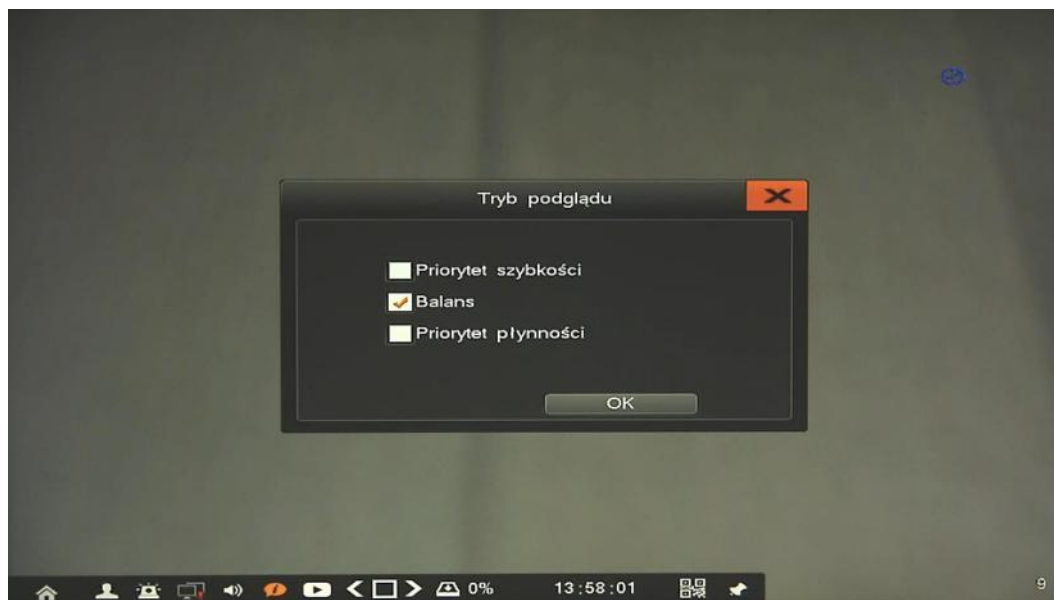 Tryb podglądu
Priorytet szybkości
Balans
Priorytet płynności
OK
0%
13:58:01
9